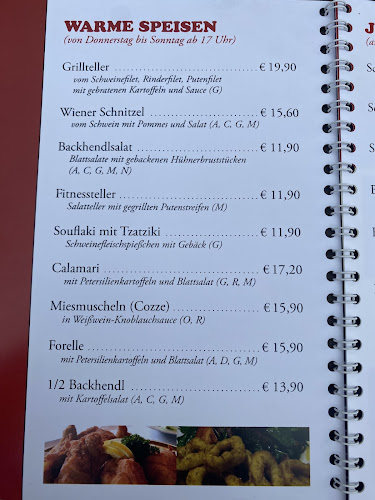 WARME SPEISEN
(von Donnerstag bis Sonntag ab 17 Uhr)
Grillteller € 19,90
vom Schweinefilet, Rinderfilet, Putenfilet
mit gebratenen Kartoffeln und Sauce (G)
Wiener Schnitzel € 15,60
vom Schwein mit Pommes und Salat (A, C, G, M)
Backhendlsalat € 11,90
Blattsalate mit gebackenen Hühnerbruststücken
(A, C, G, M, N)
Fitnessteller € 11,90
Salatteller mit gegrillten Putenstreifen (M)
Souflaki mit Tzatziki € 11,90
Schweinefleischspießchen mit Gebäck (G)
Calamari € 17,20
mit Petersilienkartoffeln und Blattsalat (G, R, M)
Miesmuscheln (Cozze) € 15,90
in Weißwein-Knoblauchsauce (O, R)
Forelle € 15,90
mit Petersilienkartoffeln und Blattsalat (A, D, G, M)
1/2 Backhendl € 13,90
mit Kartoffelsalat (A, C, G, M)